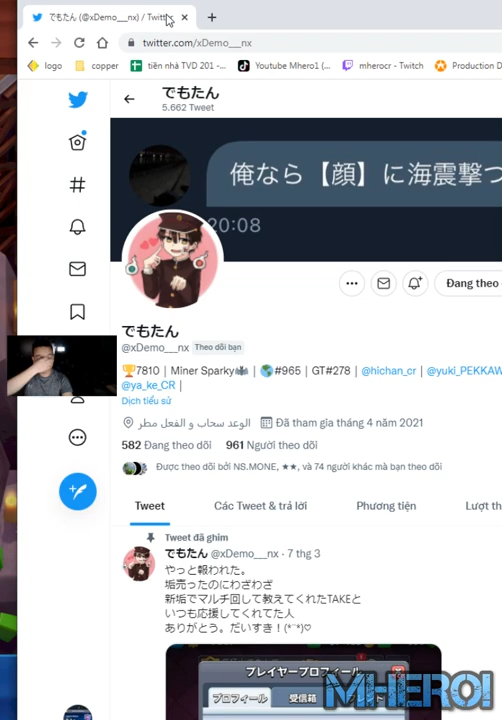 でもたん (@xDemo___nx) / Twitt
twitter.com/xDemo___nx
logo
copper
tiền nhà TVD 201 -...
Youtube Mhero1 (...
mherocr - Twitch
Production D
でもたん
5.662 Tweet
俺なら【顔】に海震撃つ
20:08
Đang theo
でもたん
@xDemo___nx Theo dõi bạn
🏆7810 | Miner Sparky | 🌎#965 | GT#278 | @hichan_cr | @yuki_PEKKAW
@ya_ke_CR |
Dịch tiểu sử
الوعد سحاب و الفعل مطر Đã tham gia tháng 4 năm 2021
582 Đang theo dõi 961 Người theo dõi
Được theo dõi bởi NS.MONE, ★★, và 74 người khác mà bạn theo dõi
Tweet
Các Tweet & trả lời
Phương tiện
Lượt th
Tweet đã ghim
でもたん @xDemo___nx · 7 thg 3
やっと報われた。
垢売ったのにわざわざ
新垢でマルチ回して教えてくれたTAKEと
いつも応援してくれてた人
ありがとう。だいすき！(*¨*)♡
プレイヤープロフィール
プロフィール
受信箱
MHERO!